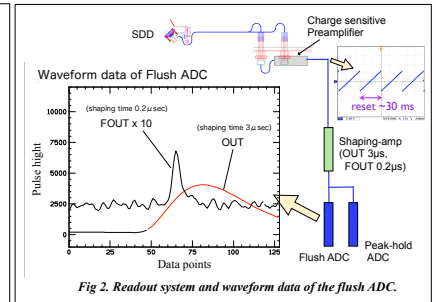 SDD
Charge sensitive
Preamplifier
reset ~30 ms
Waveform data of Flush ADC
(shaping time 0.2μsec)
FOUT x 10
(shaping time 3μsec)
OUT
Pulse hight
10000
7500
5000
2500
0
0
25
50
75
100
125
Data points
Shaping-amp
(OUT 3μs,
FOUT 0.2μs)
Flush ADC
Peak-hold
ADC
Fig 2. Readout system and waveform data of the flush ADC.